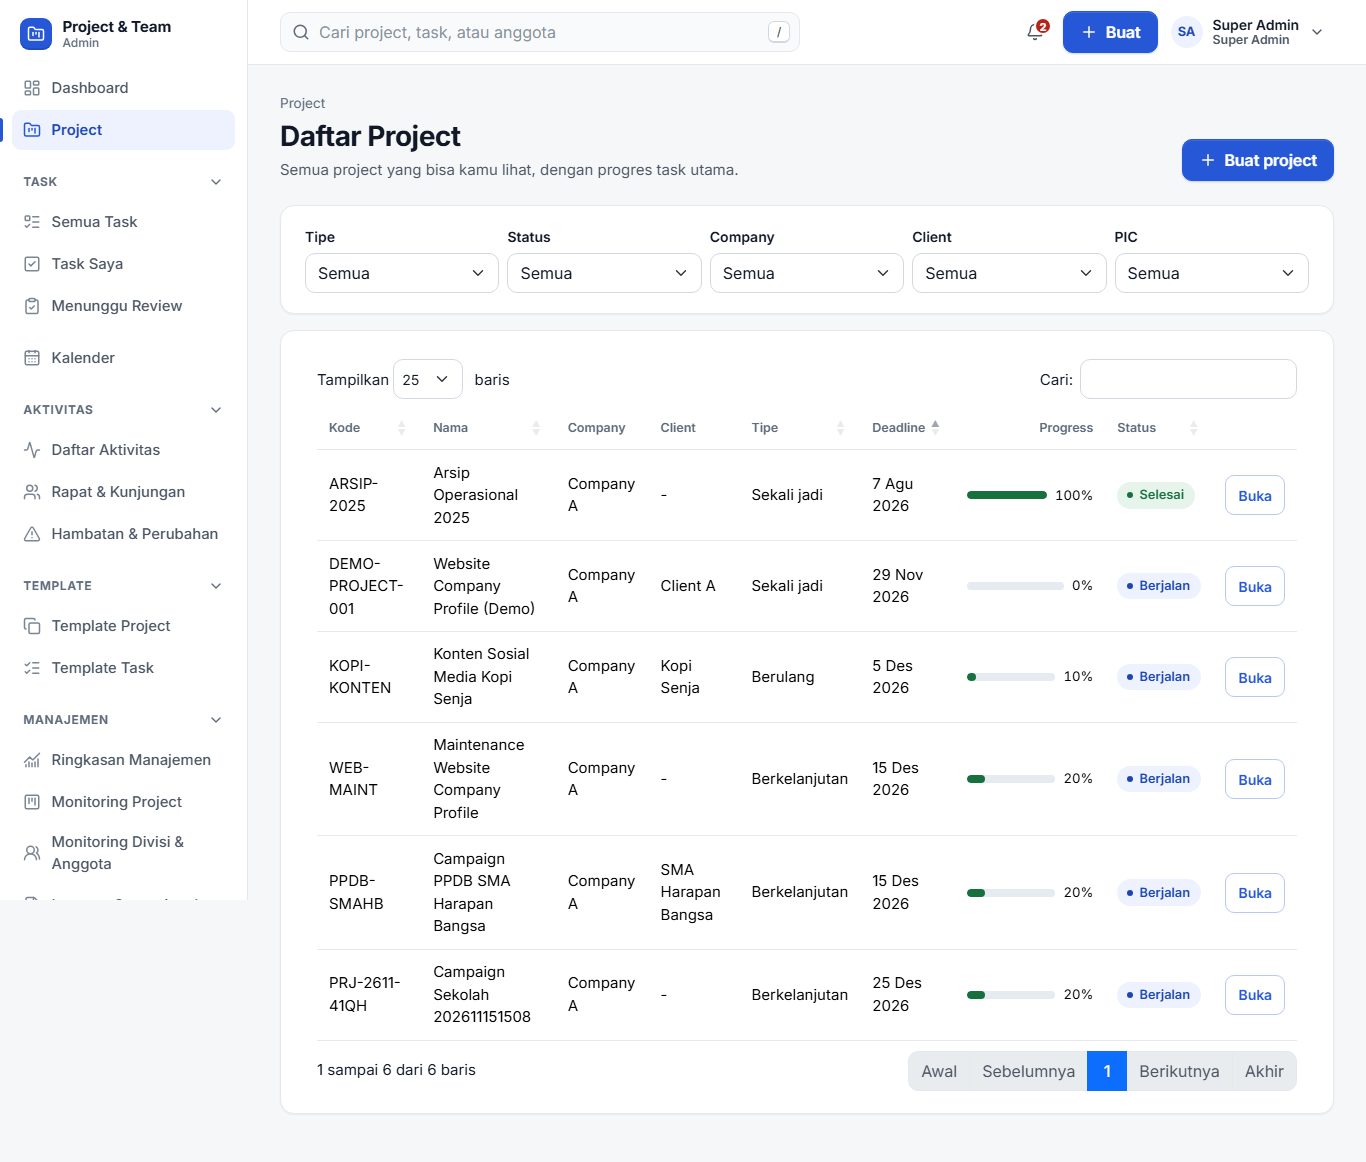 Project & Team
Admin
Cari project, task, atau anggota
/
2
+ Buat
SA
Super Admin
Super Admin
Dashboard
Project
TASK
Semua Task
Task Saya
Menunggu Review
Kalender
AKTIVITAS
Daftar Aktivitas
Rapat & Kunjungan
Hambatan & Perubahan
TEMPLATE
Template Project
Template Task
MANAJEMEN
Ringkasan Manajemen
Monitoring Project
Monitoring Divisi &
Anggota
Project
Daftar Project
Semua project yang bisa kamu lihat, dengan progres task utama.
+ Buat project
Tipe Status Company Client PIC
Semua Semua Semua Semua Semua
Tampilkan 25 baris
Cari:
Kode Nama Company Client Tipe Deadline Progress Status
ARSIP-
2025
Arsip
Operasional
2025
Company
A
-
Sekali jadi
7 Agu
2026
100%
Selesai
Buka
DEMO-
PROJECT-
001
Website
Company
Profile (Demo)
Company
A
Client A
Sekali jadi
29 Nov
2026
0%
Berjalan
Buka
KOPI-
KONTEN
Konten Sosial
Media Kopi
Senja
Company
A
Kopi
Senja
Berulang
5 Des
2026
10%
Berjalan
Buka
WEB-
MAINT
Maintenance
Website
Company
Profile
Company
A
-
Berkelanjutan
15 Des
2026
20%
Berjalan
Buka
PPDB-
SMAHB
Campaign
PPDB SMA
Harapan
Bangsa
Company
A
SMA
Harapan
Bangsa
Berkelanjutan
15 Des
2026
20%
Berjalan
Buka
PRJ-2611-
41QH
Campaign
Sekolah
202611151508
Company
A
-
Berkelanjutan
25 Des
2026
20%
Berjalan
Buka
1 sampai 6 dari 6 baris
Awal Sebelumnya 1 Berikutnya Akhir